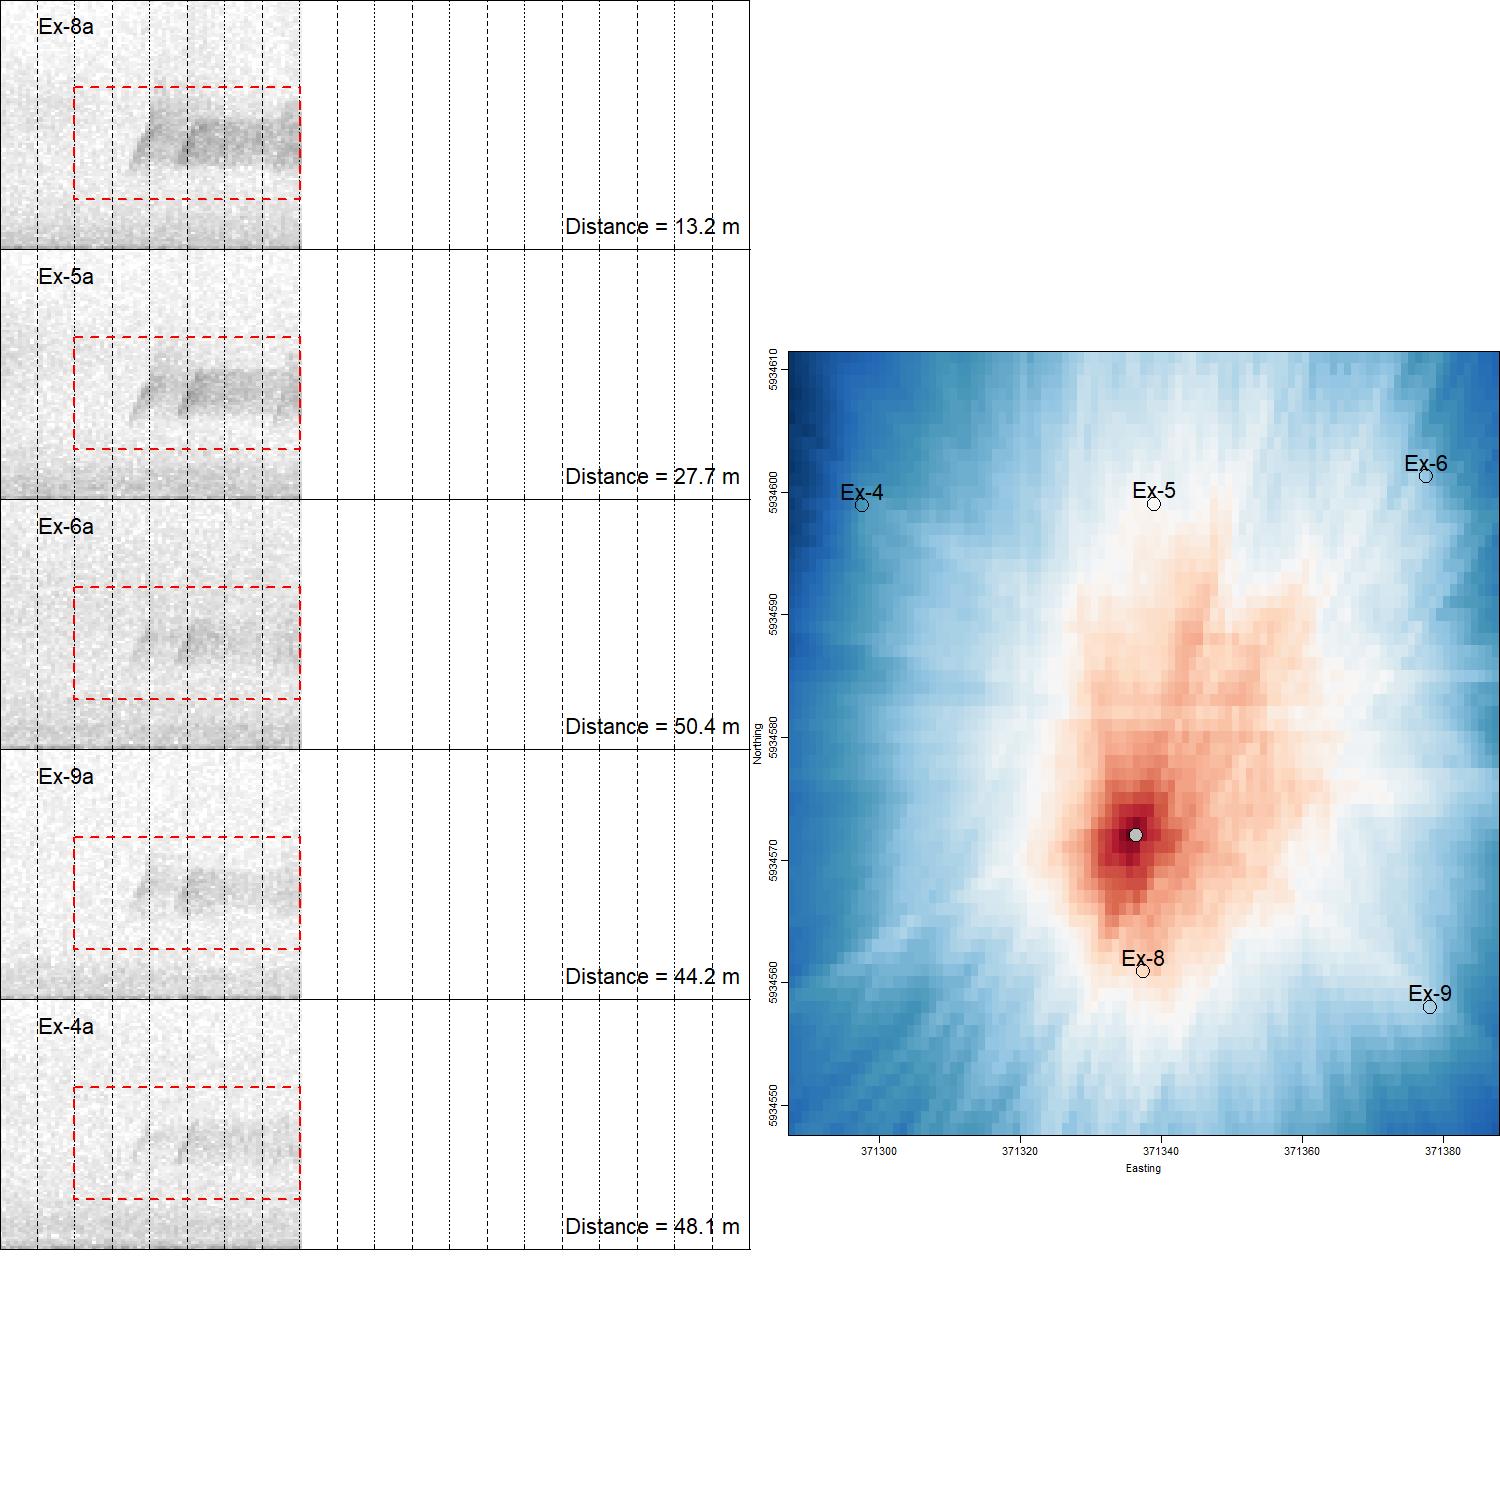 Ex-8a
Distance = 13.2 m
Ex-5a
Distance = 27.7 m
Ex-6a
Distance = 50.4 m
Ex-9a
Distance = 44.2 m
Ex-4a
Distance = 48.1 m
Northing
5934610
5934600
5934590
5934580
5934570
5934560
5934550
Ex-4
Ex-5
Ex-6
Ex-8
Ex-9
371300
371320
371340
371360
371380
Easting